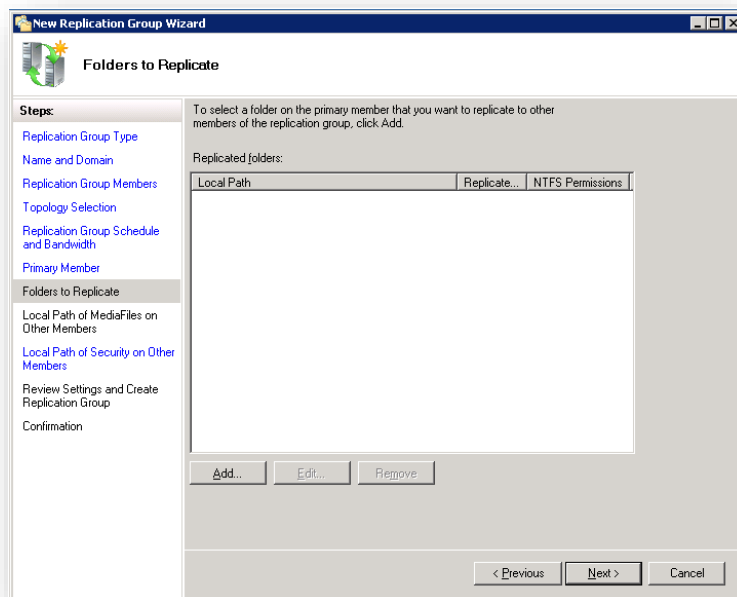 New Replication Group Wizard
Folders to Replicate
Steps:
Replication Group Type
Name and Domain
Replication Group Members
Topology Selection
Replication Group Schedule
and Bandwidth
Primary Member
Folders to Replicate
Local Path of MediaFiles on
Other Members
Local Path of Security on Other
Members
Review Settings and Create
Replication Group
Confirmation
To select a folder on the primary member that you want to replicate to other
members of the replication group, click Add.
Replicated folders:
Local Path Replicate... NTFS Permissions
Add... Edit... Remove
< Previous Next > Cancel